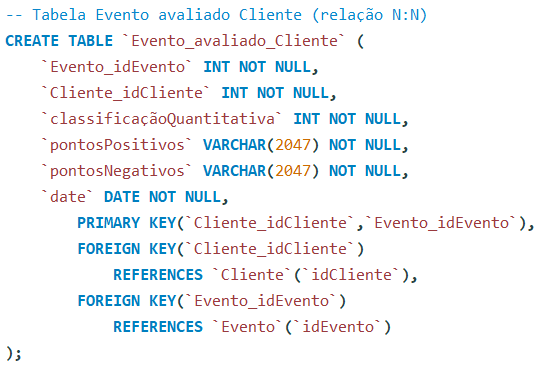 -- Tabela Evento avaliado Cliente (relação N:N)
CREATE TABLE `Evento_avaliado_Cliente` (
    `Evento_idEvento` INT NOT NULL,
    `Cliente_idCliente` INT NOT NULL,
    `classificaçãoQuantitativa` INT NOT NULL,
    `pontosPositivos` VARCHAR(2047) NOT NULL,
    `pontosNegativos` VARCHAR(2047) NOT NULL,
    `date` DATE NOT NULL,
        PRIMARY KEY(`Cliente_idCliente`,`Evento_idEvento`),
        FOREIGN KEY(`Cliente_idCliente`)
            REFERENCES `Cliente`(`idCliente`),
        FOREIGN KEY(`Evento_idEvento`)
            REFERENCES `Evento`(`idEvento`)
);